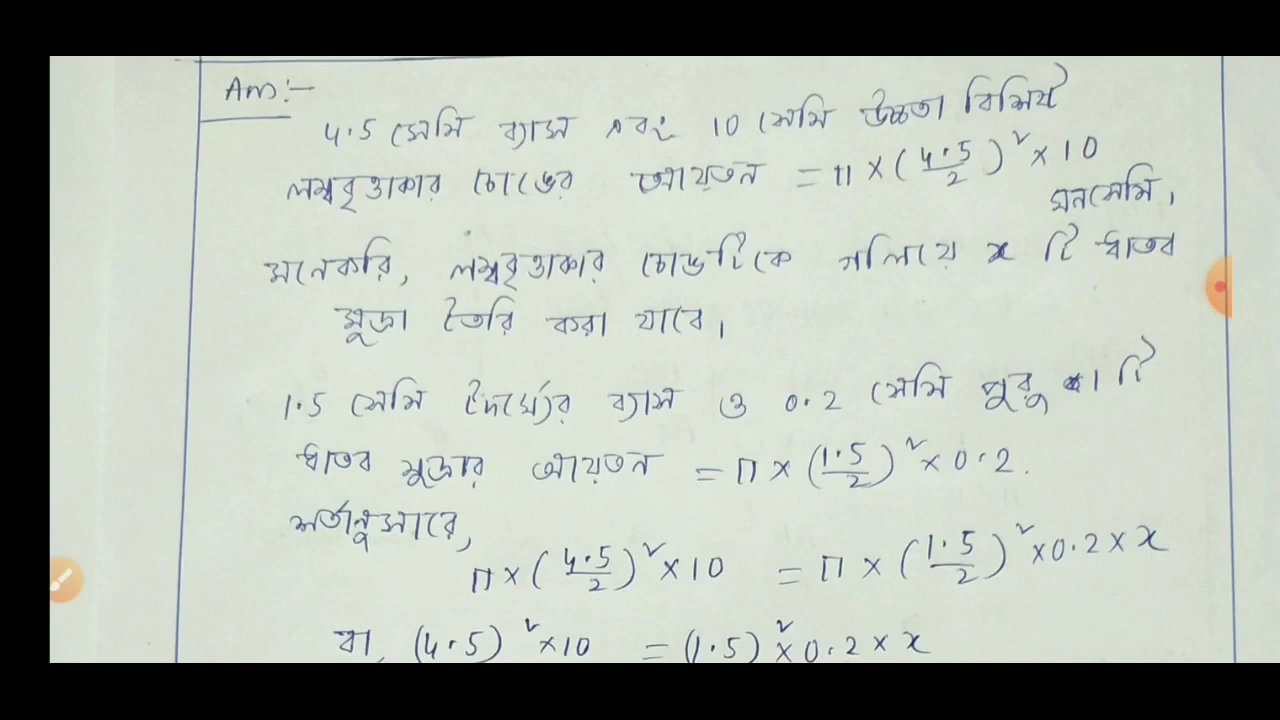 Ans:-
4.5 সেমি ব্যাস এবং 10 সেমি উচ্চতা বিশিষ্ট
লম্ববৃত্তাকার চোঙের আয়তন = π × (4.5/2)² × 10
ঘনসেমি।
মনেকরি, লম্ববৃত্তাকার চোঙটিকে গলিয়ে x টি ধাতব
মুদ্রা তৈরি করা যাবে।
1.5 সেমি দৈর্ঘ্যের ব্যাস ও 0.2 সেমি পুরু 1 টি
ধাতব মুদ্রার আয়তন = π × (1.5/2)² × 0.2.
শর্তানুসারে,
π × (4.5/2)² × 10 = π × (1.5/2)² × 0.2 × x
বা, (4.5)² × 10 = (1.5)² × 0.2 × x